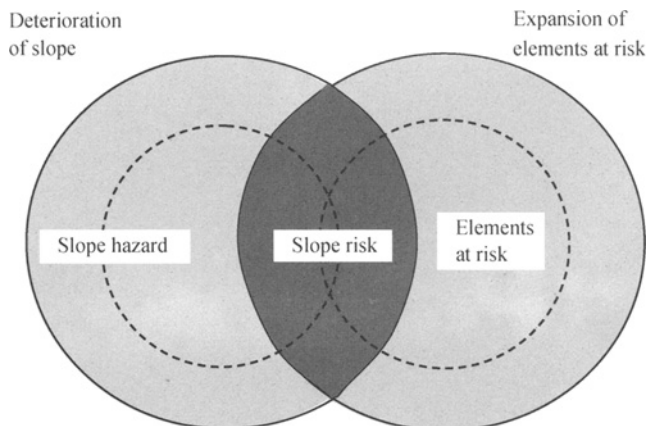 Deterioration
of slope
Expansion of
elements at risk
Slope hazard
Slope risk
Elements
at risk